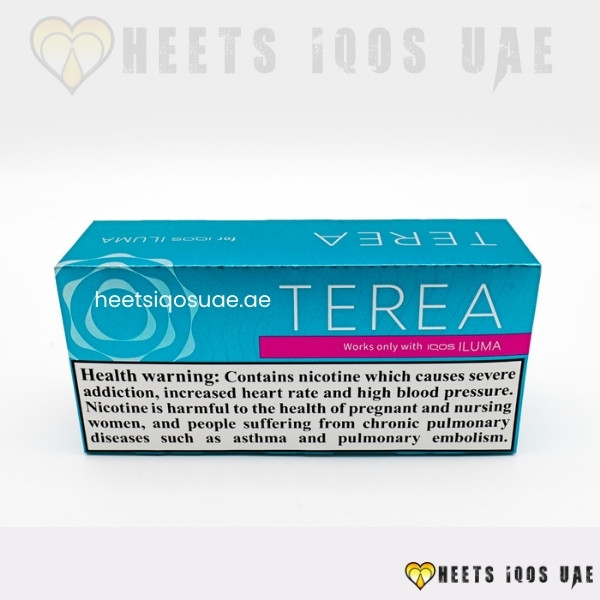 HEETS iQOS UAE
for IQOS ILUMA
TEREA
heetsiqosuae.ae
TEREA
Works only with IQOS ILUMA
Health warning: Contains nicotine which causes severe
addiction, increased heart rate and high blood pressure.
Nicotine is harmful to the health of pregnant and nursing
women, and people suffering from chronic pulmonary
diseases such as asthma and pulmonary embolism.
HEETS iQOS UAE